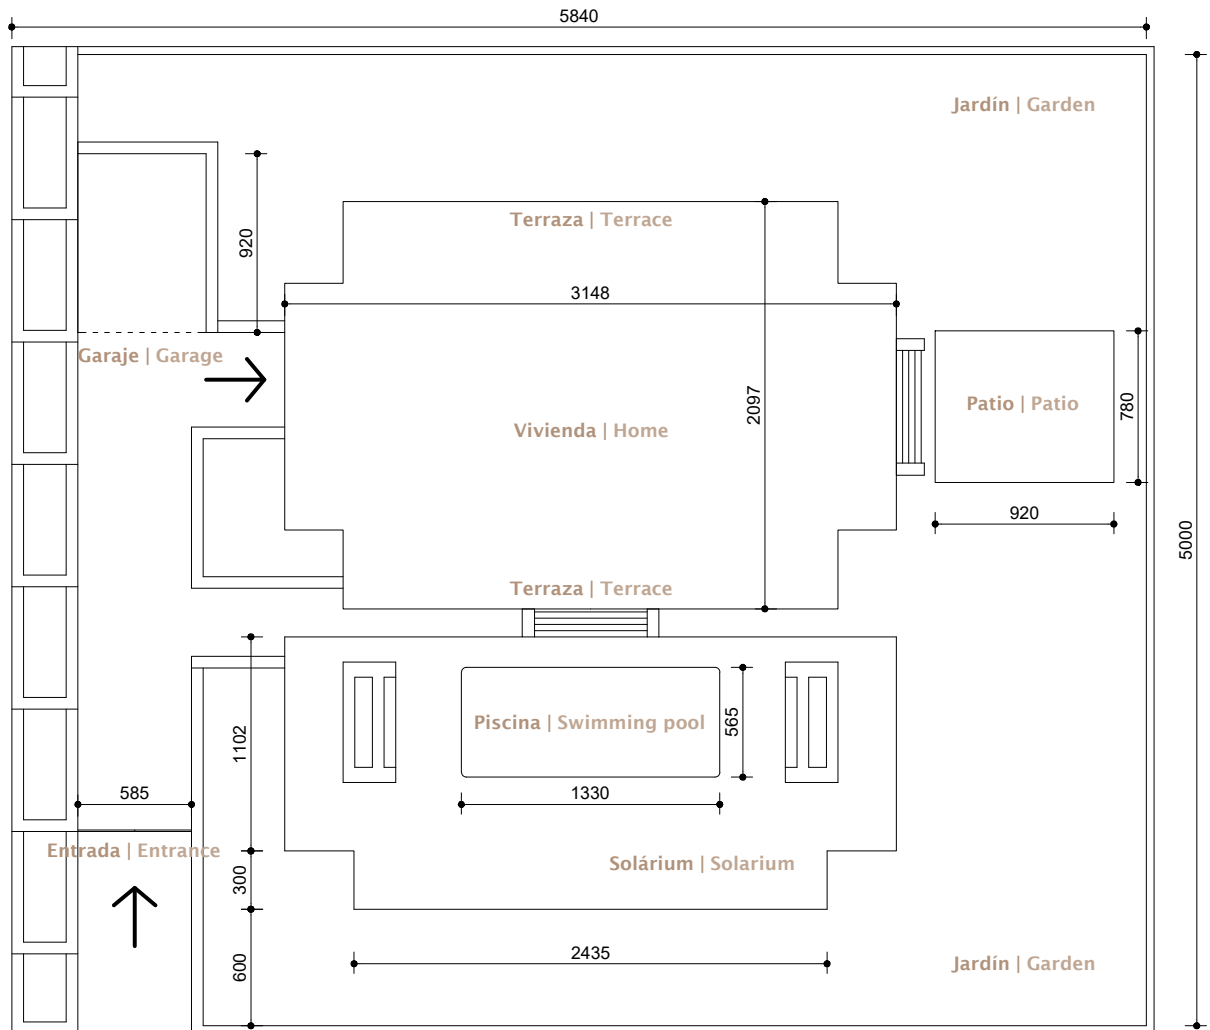 5840
Jardín | Garden
Terraza | Terrace
920
3148
Garaje | Garage
2097
Patio | Patio
780
Vivienda | Home
920
5000
Terraza | Terrace
Piscina | Swimming pool
565
1102
585
1330
Entrada | Entrance
Solárium | Solarium
300
2435
600
Jardín | Garden